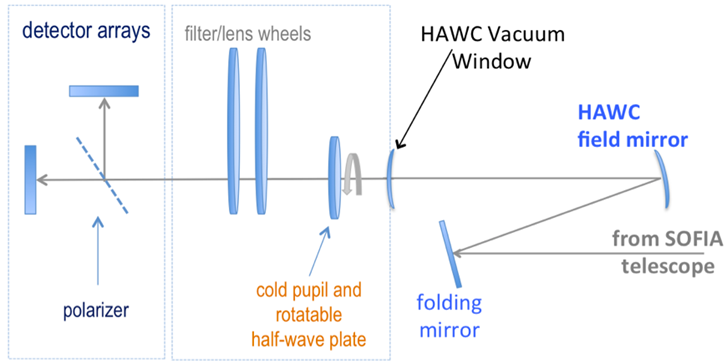 detector arrays
filter/lens wheels
HAWC Vacuum
Window
HAWC
field mirror
from SOFIA
telescope
cold pupil and
rotatable
half-wave plate
folding
mirror
polarizer